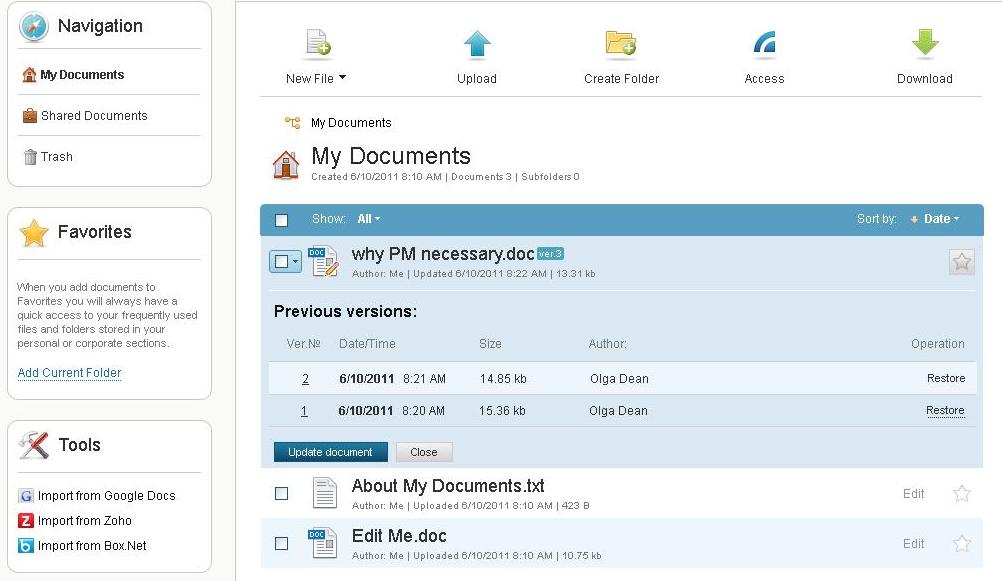 Navigation
My Documents
Shared Documents
Trash
Favorites
When you add documents to
Favorites you will always have a
quick access to your frequently used
files and folders stored in your
personal or corporate sections.
Add Current Folder
Tools
Import from Google Docs
Import from Zoho
Import from Box.Net
New File Upload Create Folder Access Download
My Documents
My Documents
Created 6/10/2011 8:10 AM | Documents 3 | Subfolders 0
Show: All Sort by: Date
DOC why PM necessary.doc ver.3
Author: Me | Updated 6/10/2011 8:22 AM | 13.31 kb
Previous versions:
Ver.№ Date/Time Size Author: Operation
2 6/10/2011 8:21 AM 14.85 kb Olga Dean Restore
1 6/10/2011 8:20 AM 15.36 kb Olga Dean Restore
Update document Close
About My Documents.txt
Author: Me | Uploaded 6/10/2011 8:10 AM | 423 B Edit
DOC Edit Me.doc
Author: Me | Uploaded 6/10/2011 8:10 AM | 10.75 kb Edit